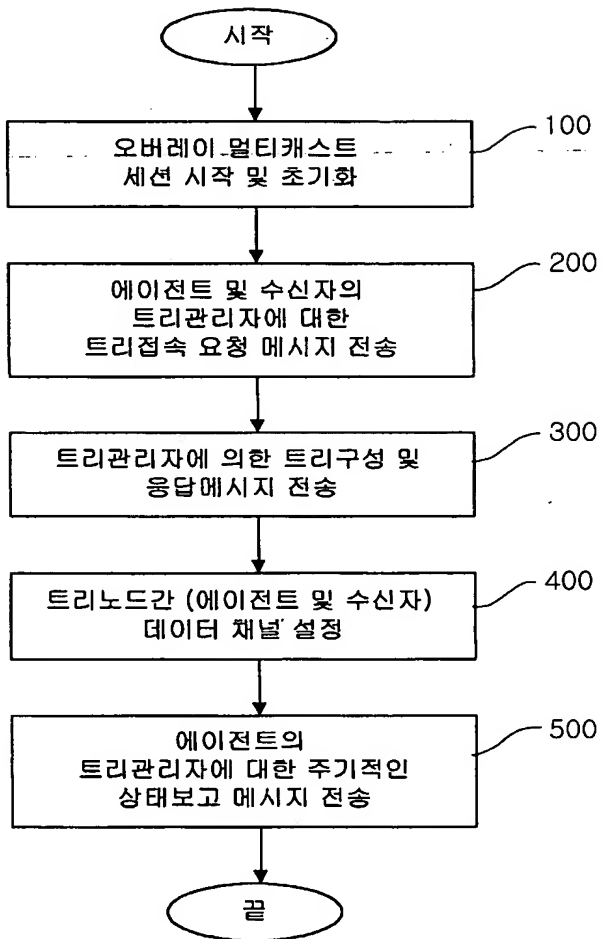 시작
오버레이 멀티캐스트
세션 시작 및 초기화
100
에이전트 및 수신자의
트리관리자에 대한
트리접속 요청 메시지 전송
200
트리관리자에 의한 트리구성 및
응답메시지 전송
300
트리노드간 (에이전트 및 수신자)
데이터 채널 설정
400
에이전트의
트리관리자에 대한 주기적인
상태보고 메시지 전송
500
끝